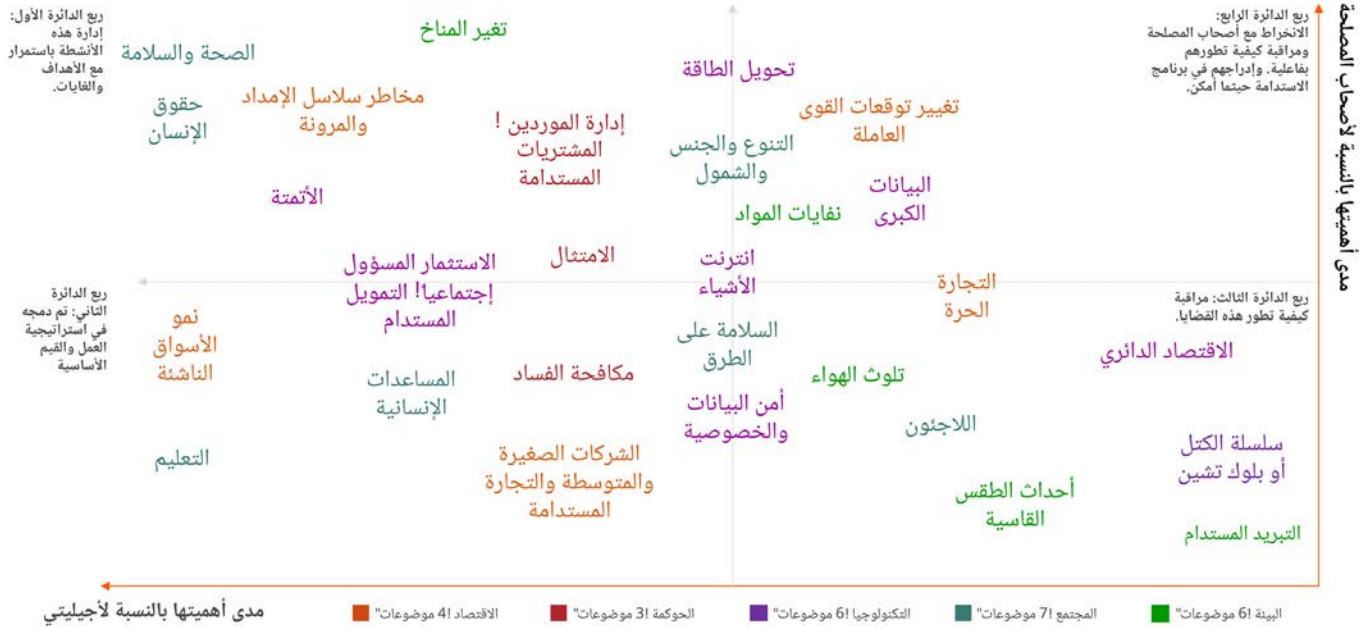 ربع الدائرة الأول:
إدارة هذه
الأنشطة باستمرار
مع الأهداف
والغايات.
ربع الدائرة الرابع:
الانخراط مع أصحاب المصلحة
ومراقبة كيفية تطورهم
بفاعلية. وإدراجهم في برنامج
الاستدامة حيثما أمكن.
مدى أهميتها بالنسبة لأصحاب المصلحة
تغير المناخ
الصحة والسلامة
تحويل الطاقة
مخاطر سلاسل الإمداد
والمرونة
حقوق
الإنسان
تغيير توقعات القوى
العاملة
إدارة الموردين !
المشتريات
المستدامة
التنوع والجنس
والشمول
الأتمتة
البيانات
الكبرى
نفايات المواد
الامتثال
انترنت
الأشياء
الاستثمار المسؤول
إجتماعيا! التمويل
المستدام
التجارة
الحرة
ربع الدائرة
الثاني: تم دمجه
في استراتيجية
العمل والقيم
الأساسية
ربع الدائرة الثالث: مراقبة
كيفية تطور هذه القضايا.
نمو
الأسواق
الناشئة
السلامة على
الطرق
الاقتصاد الدائري
المساعدات
الإنسانية
مكافحة الفساد
تلوث الهواء
أمن البيانات
والخصوصية
اللاجئون
التعليم
الشركات الصغيرة
والمتوسطة والتجارة
المستدامة
سلسلة الكتل
أو بلوك تشين
أحداث الطقس
القاسية
التبريد المستدام
مدى أهميتها بالنسبة لأجيليتي
البيئة !6 موضوعات"
المجتمع !7 موضوعات"
التكنولوجيا !6 موضوعات"
الحوكمة !3 موضوعات"
الاقتصاد !4 موضوعات"